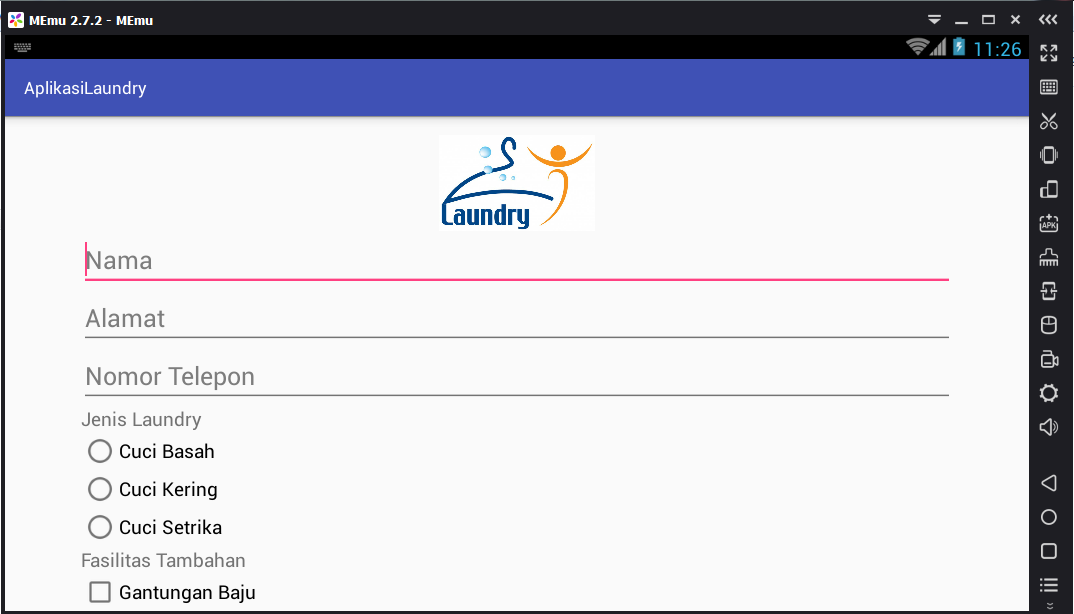 MEmu 2.7.2 - MEmu
11:26
AplikasiLaundry
Laundry
Nama
Alamat
Nomor Telepon
Jenis Laundry
Cuci Basah
Cuci Kering
Cuci Setrika
Fasilitas Tambahan
Gantungan Baju
APK